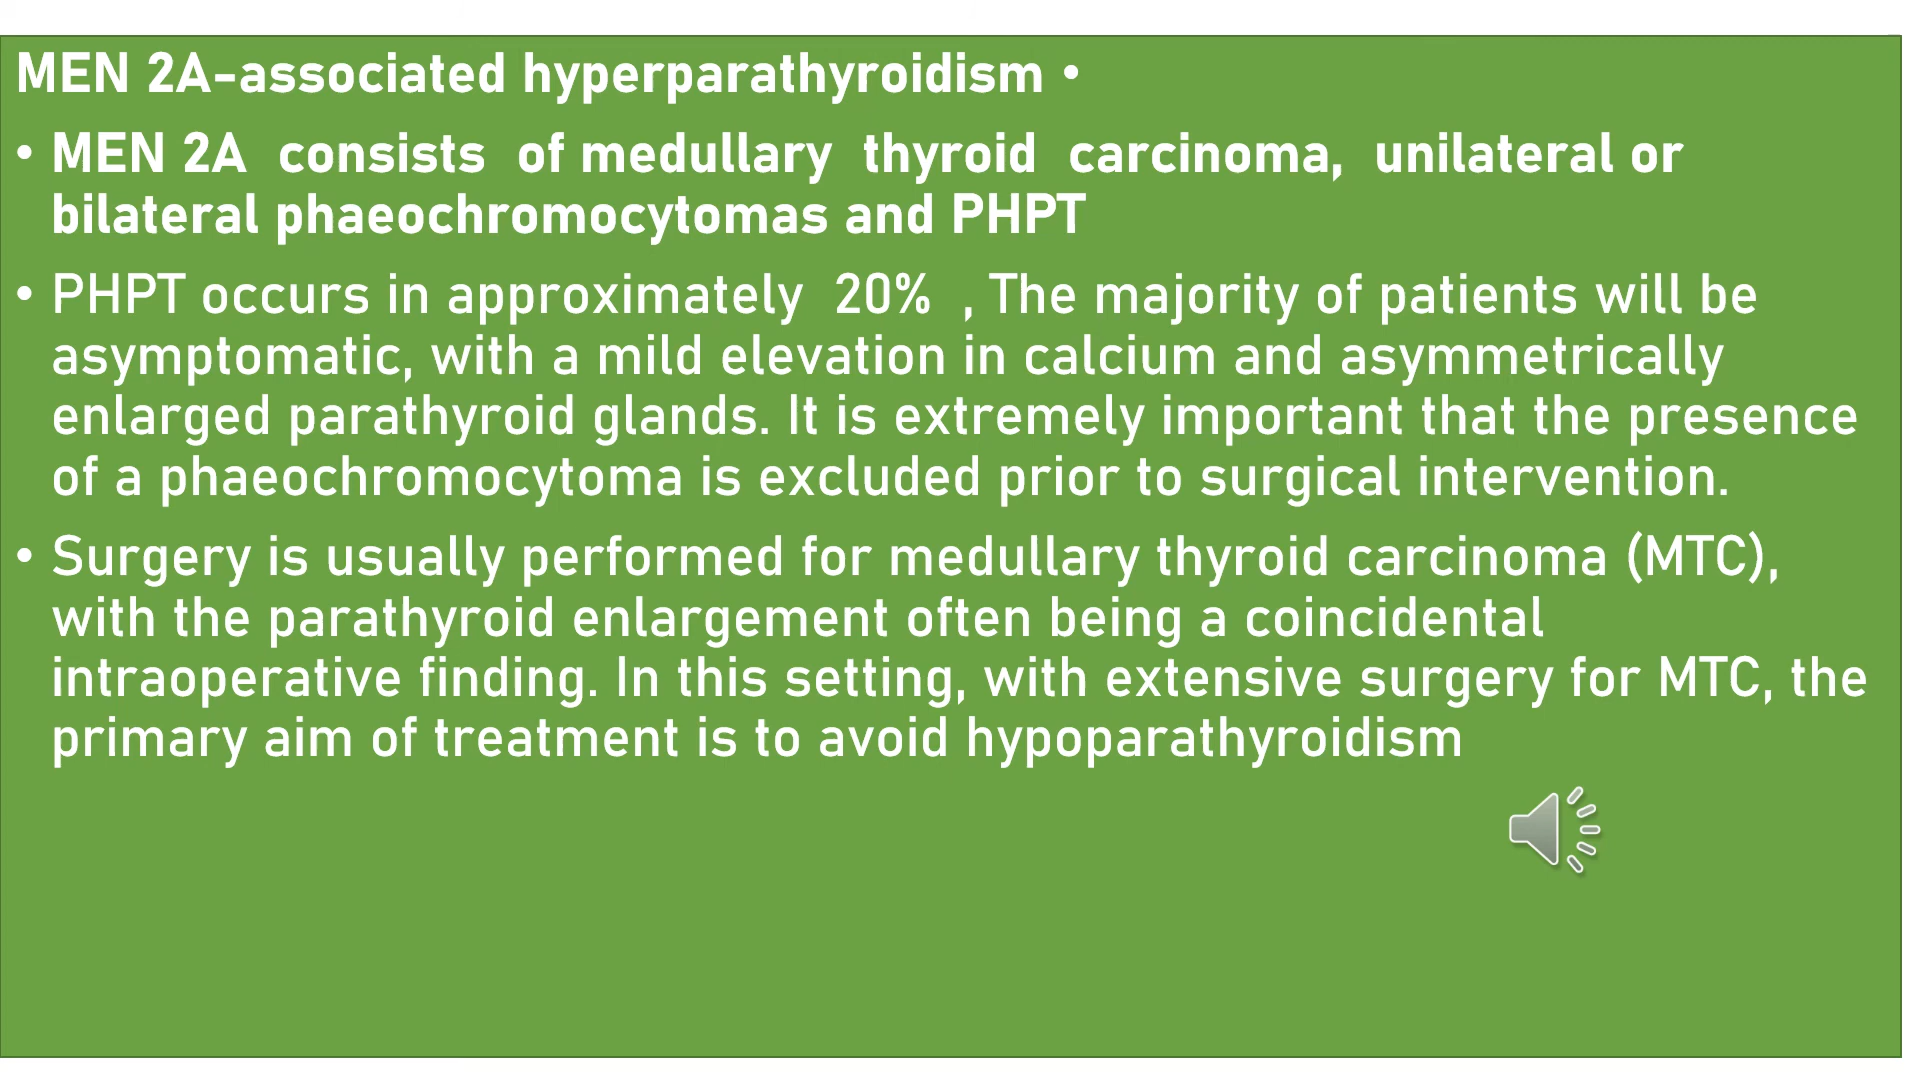 MEN 2A-associated hyperparathyroidism •
• MEN 2A consists of medullary thyroid carcinoma, unilateral or
bilateral phaeochromocytomas and PHPT
• PHPT occurs in approximately 20% , The majority of patients will be
asymptomatic, with a mild elevation in calcium and asymmetrically
enlarged parathyroid glands. It is extremely important that the presence
of a phaeochromocytoma is excluded prior to surgical intervention.
• Surgery is usually performed for medullary thyroid carcinoma (MTC),
with the parathyroid enlargement often being a coincidental
intraoperative finding. In this setting, with extensive surgery for MTC, the
primary aim of treatment is to avoid hypoparathyroidism